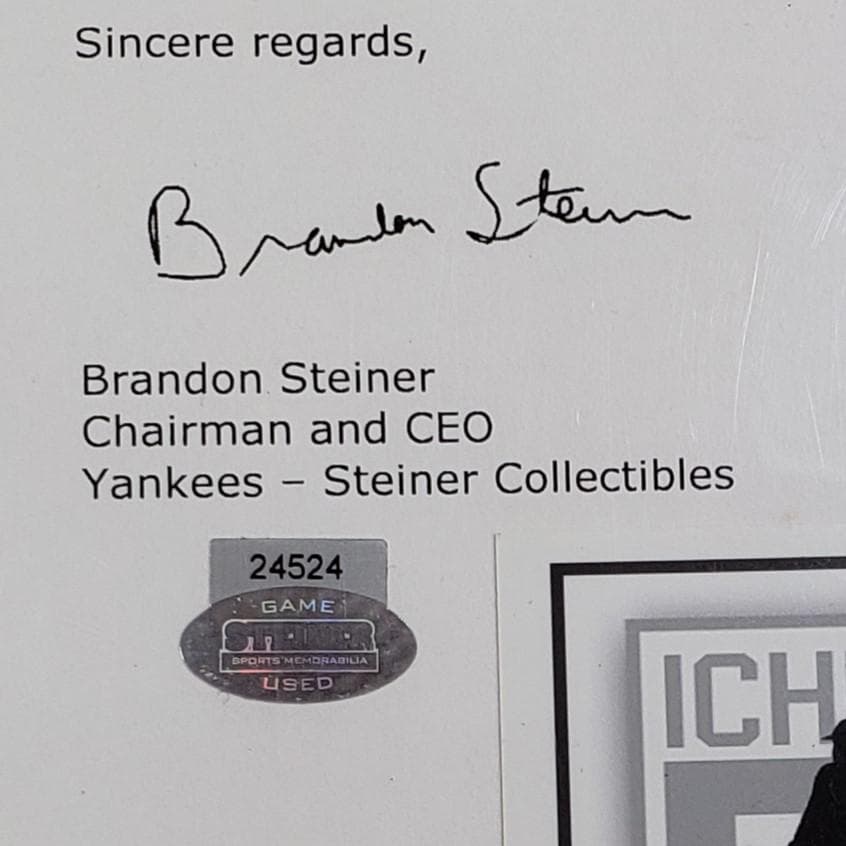 Sincere regards,
Brandon Steiner
Brandon Steiner
Chairman and CEO
Yankees – Steiner Collectibles
24524
GAME
STEINER
SPORTS MEMORABILIA
USED
ICH